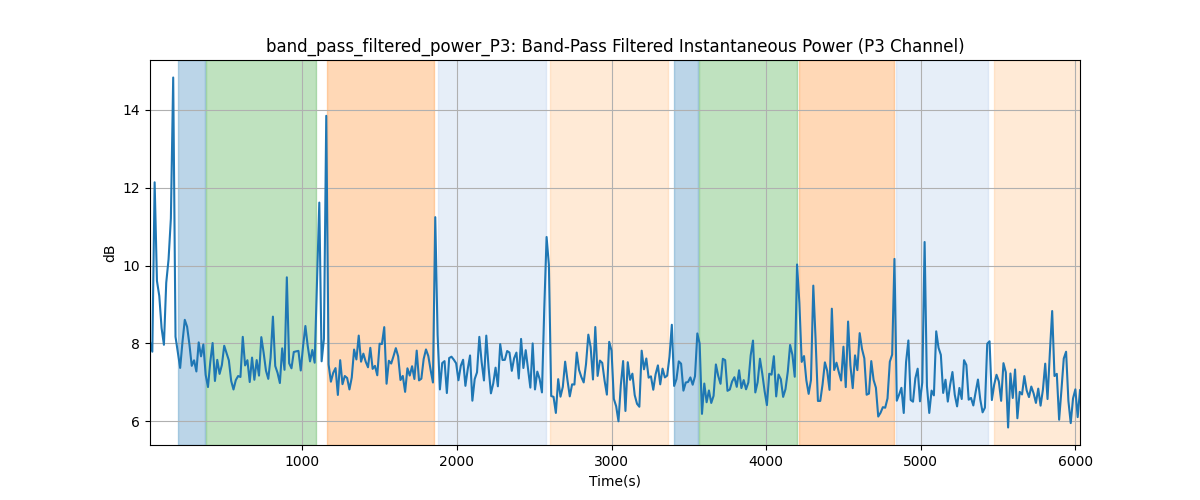 band_pass_filtered_power_P3: Band-Pass Filtered Instantaneous Power (P3 Channel)
14
12
10
8
6
dB
1000 2000 3000 4000 5000 6000
Time(s)